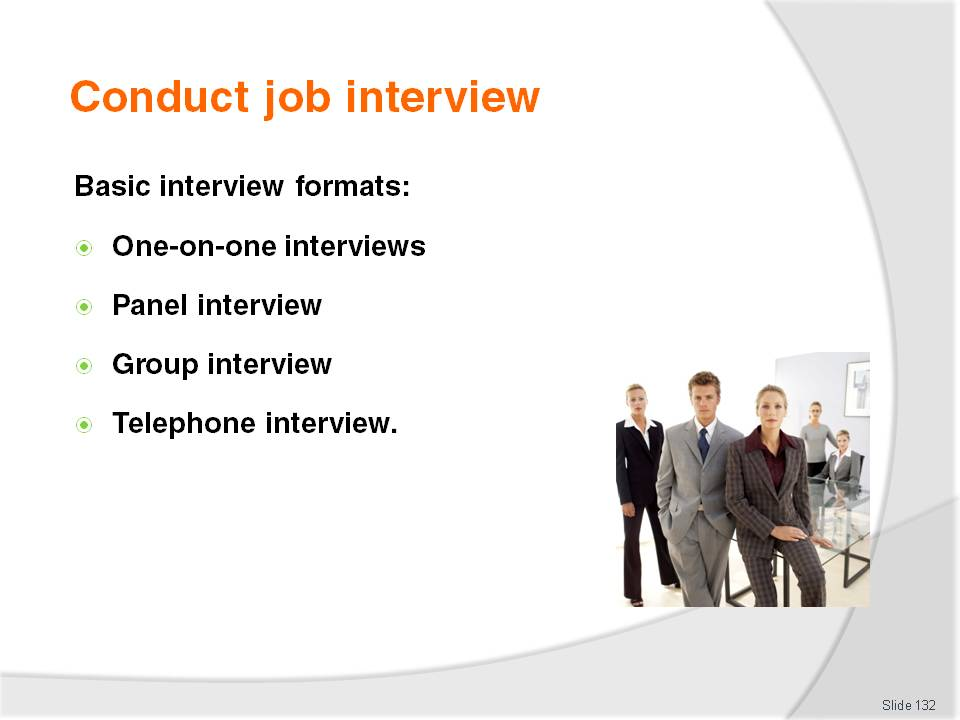 Conduct job interview
Basic interview formats:
One-on-one interviews
Panel interview
Group interview
Telephone interview.
Slide 132